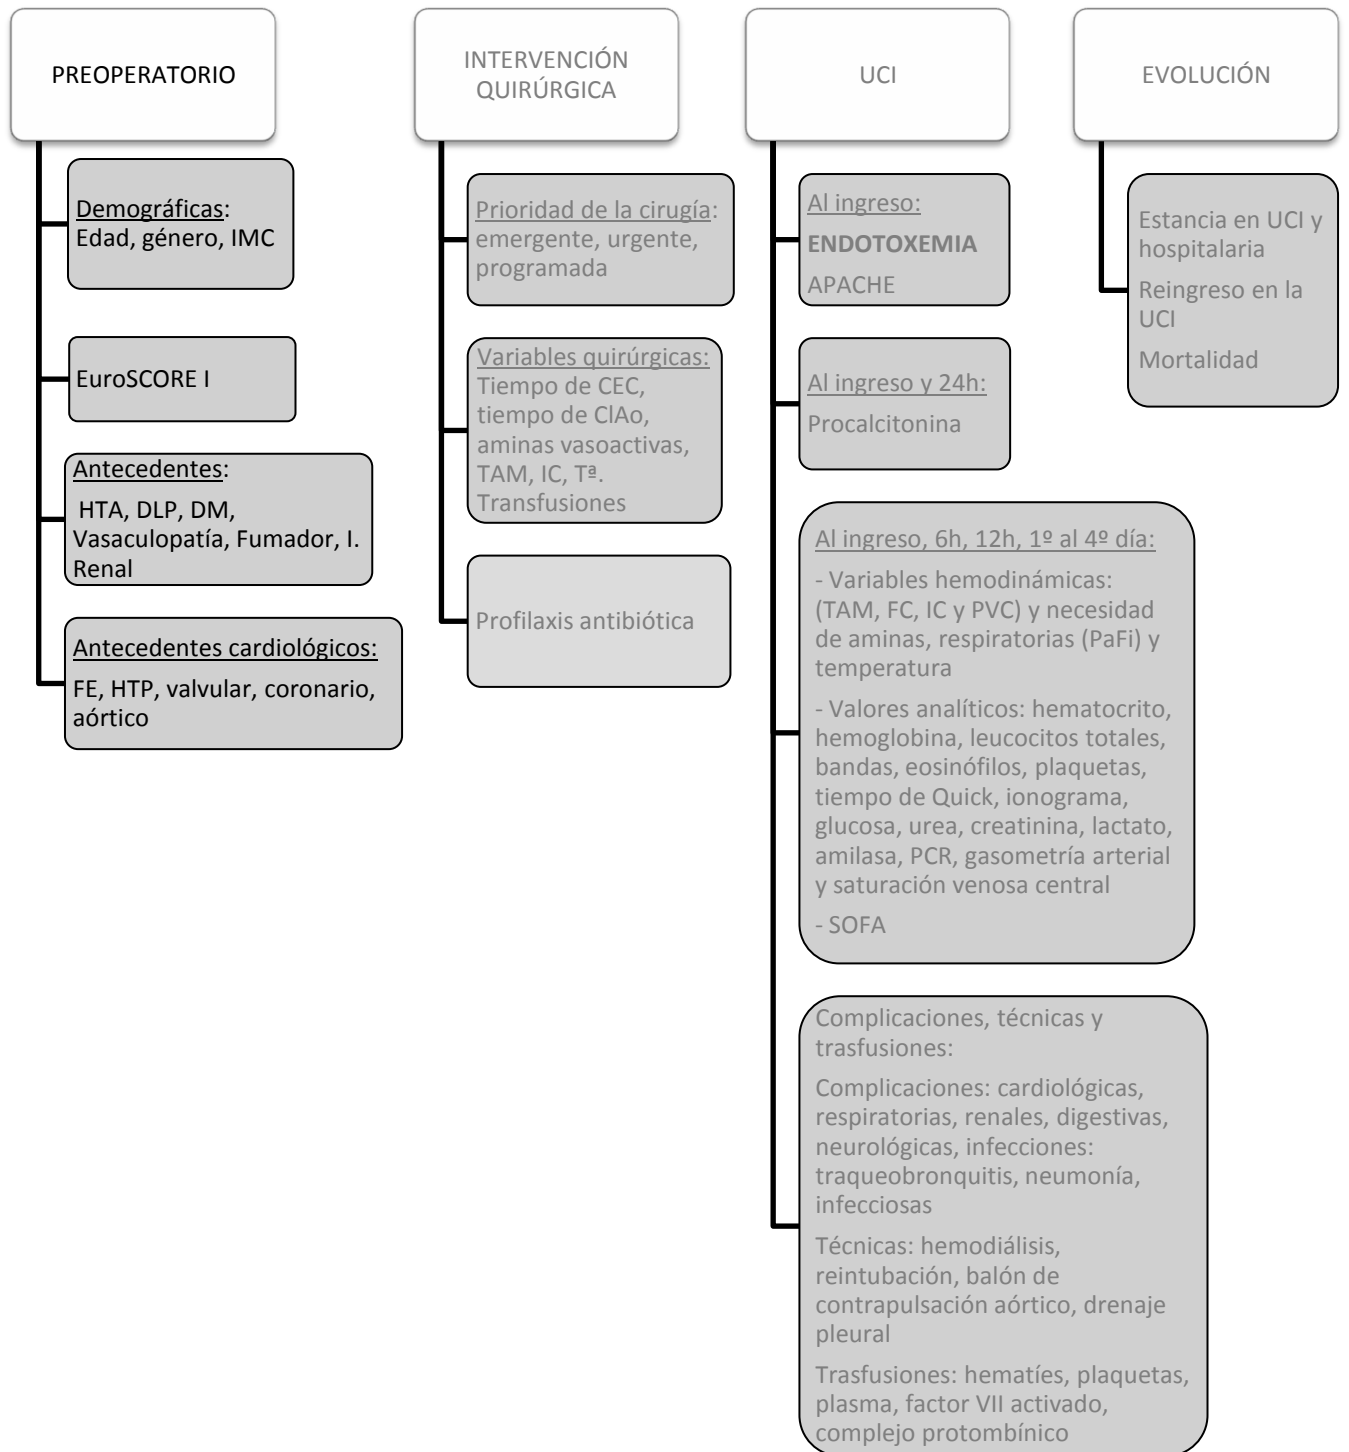 PREOPERATORIO
Demográficas:
Edad, género, IMC
EuroSCORE I
Antecedentes:
HTA, DLP, DM,
Vasaculopatía, Fumador, I.
Renal
Antecedentes cardiológicos:
FE, HTP, valvular, coronario,
aórtico
INTERVENCIÓN
QUIRÚRGICA
Prioridad de la cirugía:
emergente, urgente,
programada
Variables quirúrgicas:
Tiempo de CEC,
tiempo de ClAo,
aminas vasoactivas,
TAM, IC, Tª.
Transfusiones
Profilaxis antibiótica
UCI
Al ingreso:
ENDOTOXEMIA
APACHE
Al ingreso y 24h:
Procalcitonina
Al ingreso, 6h, 12h, 1º al 4º día:
- Variables hemodinámicas:
(TAM, FC, IC y PVC) y necesidad
de aminas, respiratorias (PaFi) y
temperatura
- Valores analíticos: hematocrito,
hemoglobina, leucocitos totales,
bandas, eosinófilos, plaquetas,
tiempo de Quick, ionograma,
glucosa, urea, creatinina, lactato,
amilasa, PCR, gasometría arterial
y saturación venosa central
- SOFA
Complicaciones, técnicas y
trasfusiones:
Complicaciones: cardiológicas,
respiratorias, renales, digestivas,
neurológicas, infecciones:
traqueobronquitis, neumonía,
infecciosas
Técnicas: hemodiálisis,
reintubación, balón de
contrapulsación aórtico, drenaje
pleural
Trasfusiones: hematíes, plaquetas,
plasma, factor VII activado,
complejo protombínico
EVOLUCIÓN
Estancia en UCI y
hospitalaria
Reingreso en la
UCI
Mortalidad